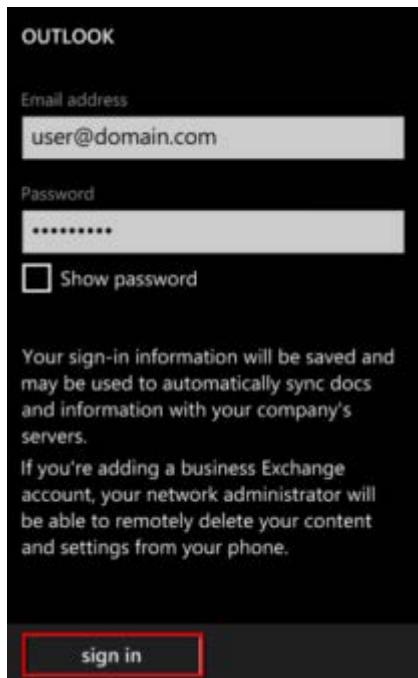 OUTLOOK
Email address
user@domain.com
Password
•••••••••
Show password
Your sign-in information will be saved and
may be used to automatically sync docs
and information with your company's
servers.
If you're adding a business Exchange
account, your network administrator will
be able to remotely delete your content
and settings from your phone.
sign in